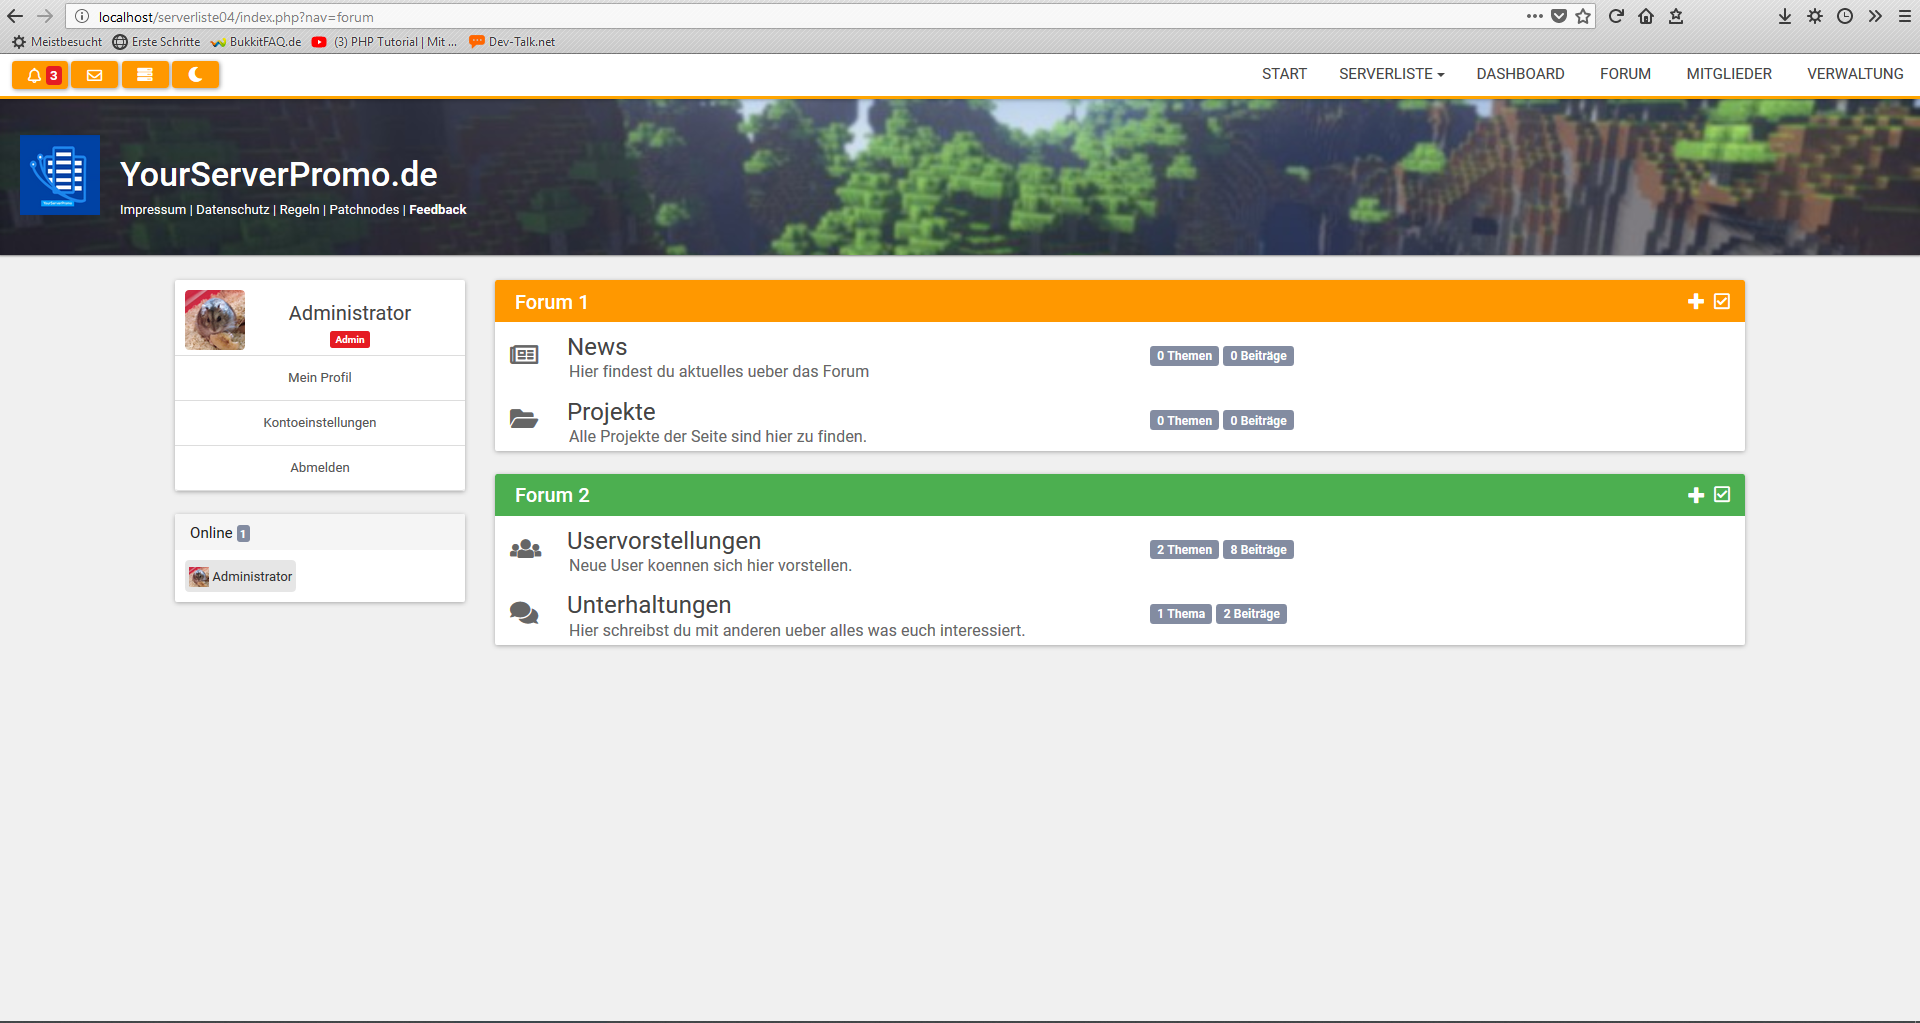 localhost/serverliste04/index.php?nav=forum
Meistbesucht Erste Schritte BukkitFAQ.de (3) PHP Tutorial | Mit ... Dev-Talk.net
3 START SERVERLISTE DASHBOARD FORUM MITGLIEDER VERWALTUNG
YourServerPromo.de
Impressum | Datenschutz | Regeln | Patchnodes | Feedback
Administrator
Admin
Mein Profil
Kontoeinstellungen
Abmelden
Online 1
Administrator
Forum 1
News
Hier findest du aktuelles ueber das Forum
0 Themen 0 Beiträge
Projekte
Alle Projekte der Seite sind hier zu finden.
0 Themen 0 Beiträge
Forum 2
Uservorstellungen
Neue User koennen sich hier vorstellen.
2 Themen 8 Beiträge
Unterhaltungen
Hier schreibst du mit anderen ueber alles was euch interessiert.
1 Thema 2 Beiträge